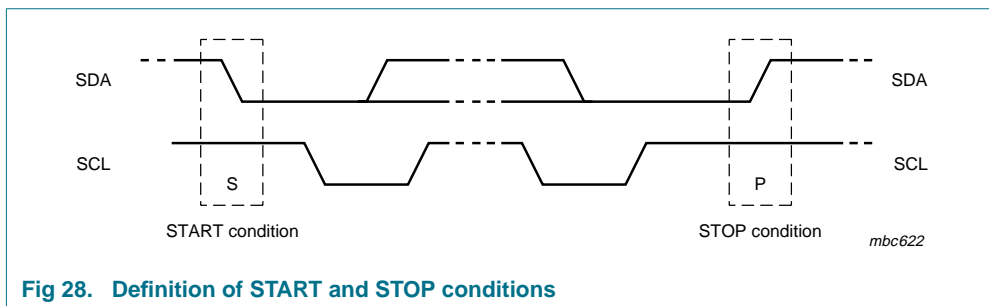 SDA
SDA
SCL
SCL
S
P
START condition
STOP condition
mbc622
Fig 28. Definition of START and STOP conditions